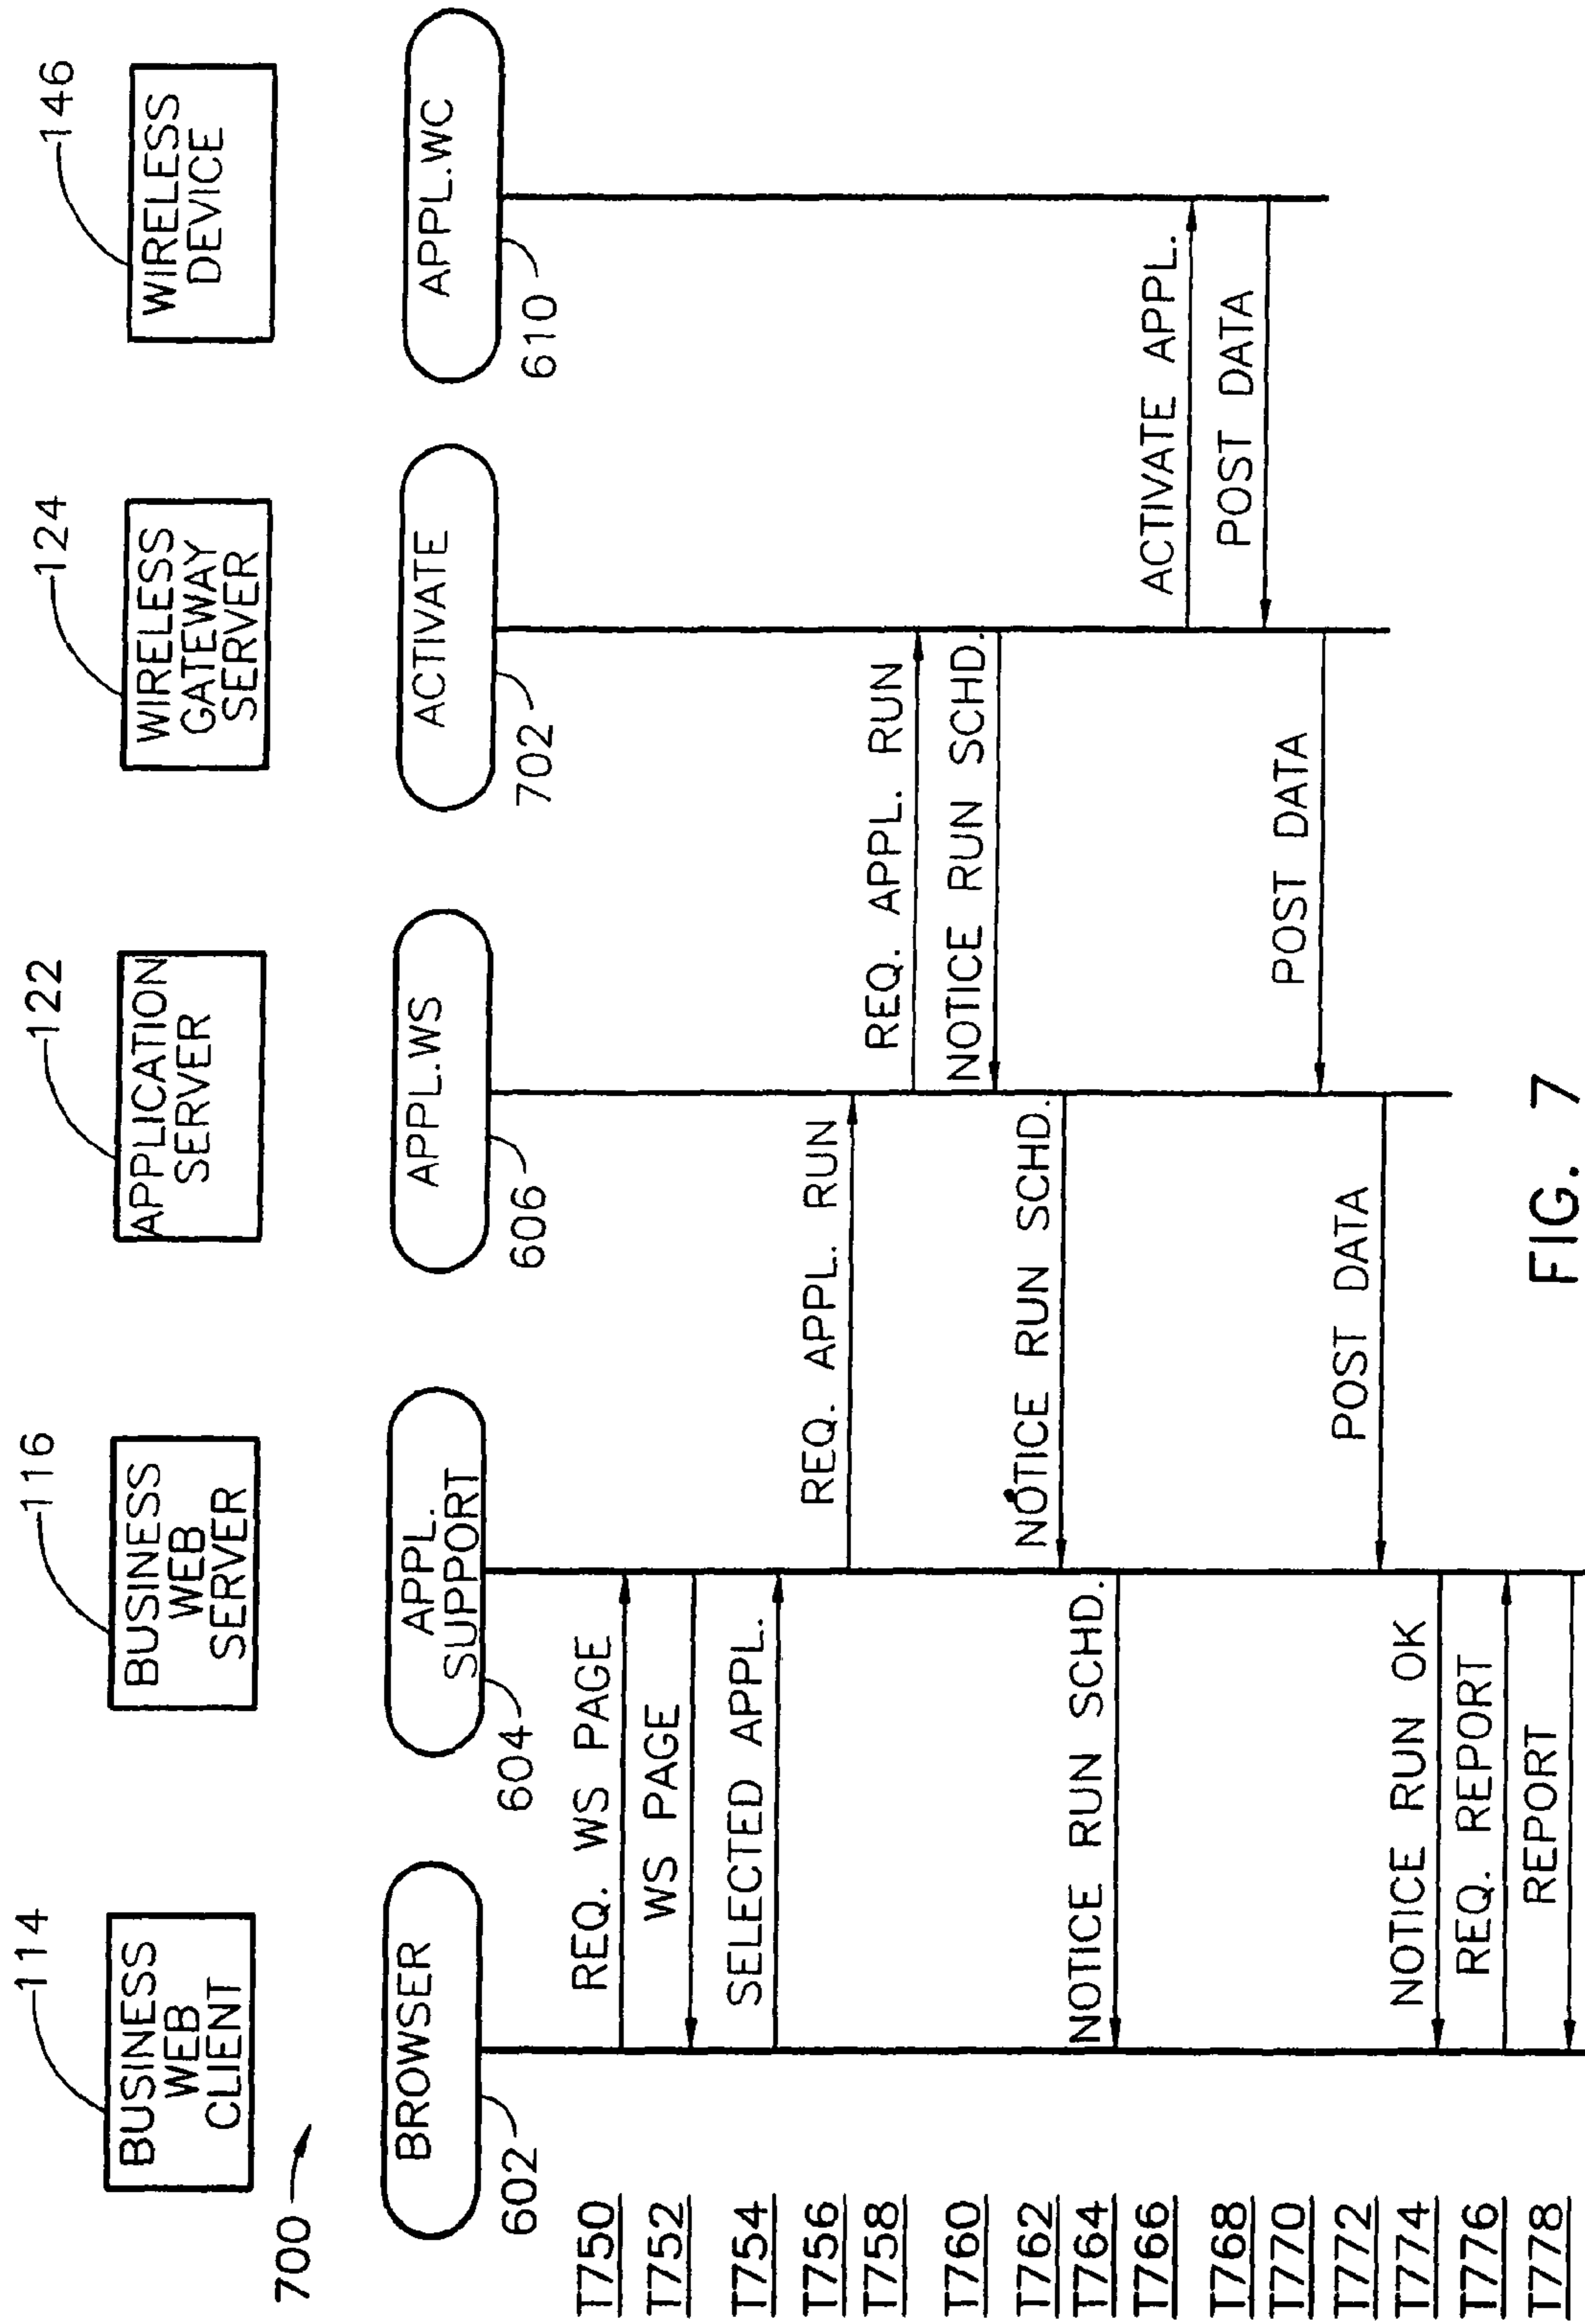 114
BUSINESS
WEB
CLIENT
116
BUSINESS
WEB
SERVER
122
APPLICATION
SERVER
124
WIRELESS
GATEWAY
SERVER
146
WIRELESS
DEVICE
700
BROWSER
602
APPL.
SUPPORT
604
APPL.WS
606
ACTIVATE
702
APPL.WC
610
T750
REQ. WS PAGE
T752
WS PAGE
T754
SELECTED APPL.
T756
REQ. APPL. RUN
T758
REQ. APPL. RUN
T760
NOTICE RUN SCHD.
T762
NOTICE RUN SCHD.
T764
NOTICE RUN SCHD.
T766
ACTIVATE APPL.
T768
POST DATA
T770
POST DATA
T772
POST DATA
T774
NOTICE RUN OK
T776
REQ. REPORT
T778
REPORT
FIG. 7